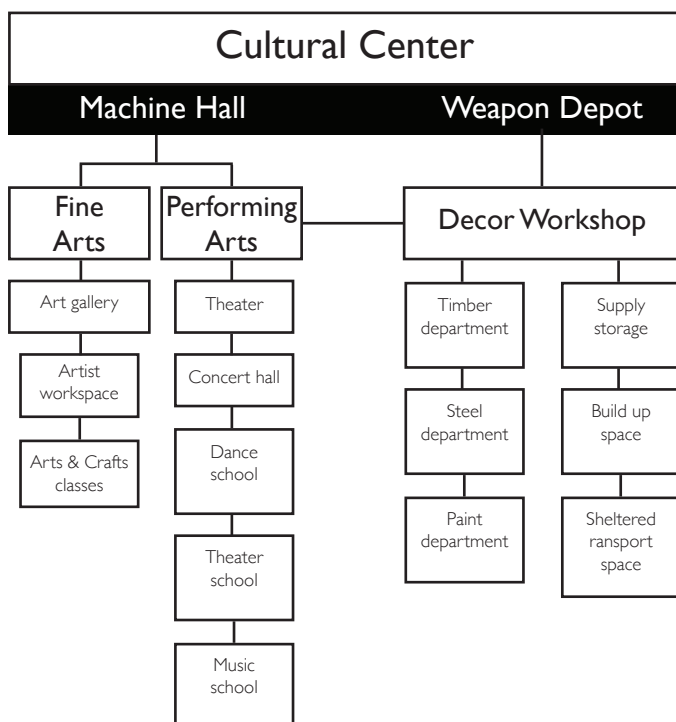 Cultural Center
Machine Hall
Weapon Depot
Fine
Arts
Performing
Arts
Decor Workshop
Art gallery
Artist
workspace
Arts & Crafts
classes
Theater
Concert hall
Dance
school
Theater
school
Music
school
Timber
department
Steel
department
Paint
department
Supply
storage
Build up
space
Sheltered
ransport
space